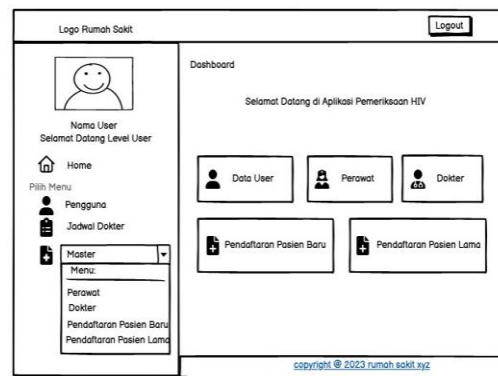 Logo Rumah Sakit
Logout
Nama User
Selamat Datang Level User
Home
Pilih Menu
Pengguna
Jadwal Dokter
Master
Menu:
Perawat
Dokter
Pendaftaran Pasien Baru
Pendaftaran Pasien Lama
Dashboard
Selamat Datang di Aplikasi Pemeriksaan HIV
Data User
Perawat
Dokter
Pendaftaran Pasien Baru
Pendaftaran Pasien Lama
copyright @ 2023 rumah sakit xyz